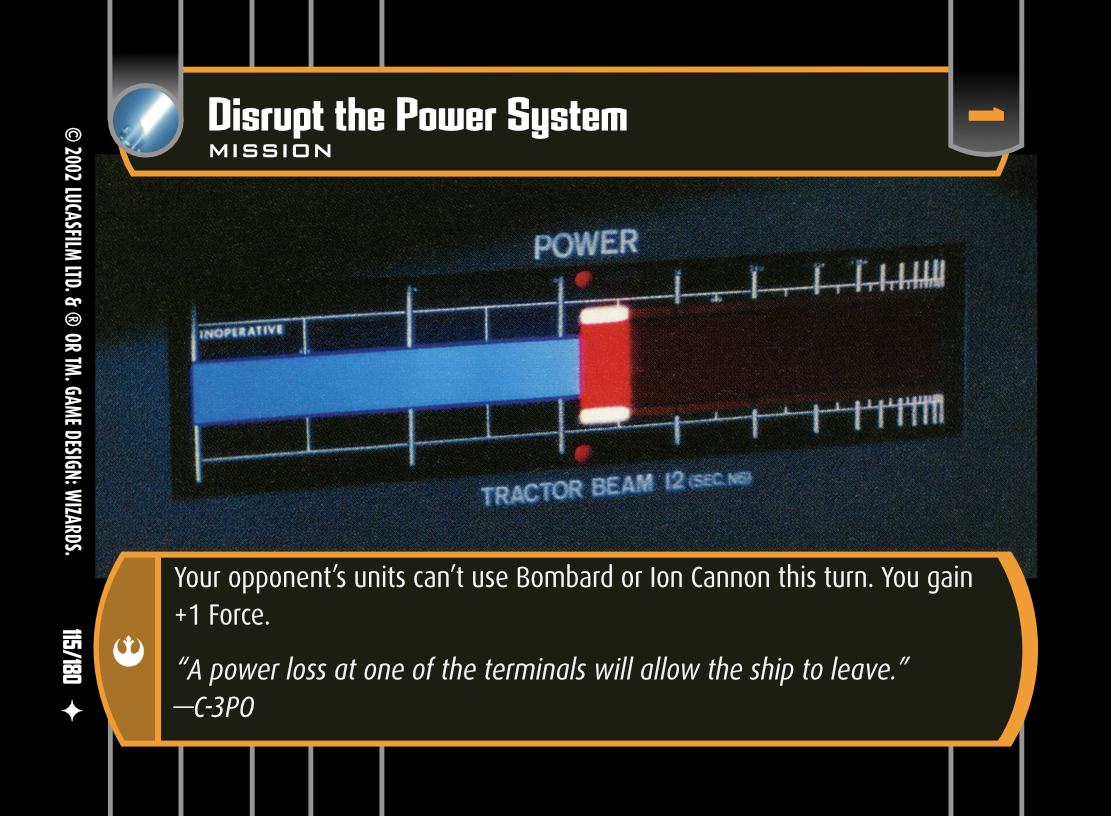 Disrupt the Power System
MISSION
1
POWER
INOPERATIVE
TRACTOR BEAM 12 (SEC. N6)
Your opponent’s units can’t use Bombard or Ion Cannon this turn. You gain
+1 Force.
“A power loss at one of the terminals will allow the ship to leave.”
—C-3PO
© 2002 LUCASFILM LTD. & ® OR TM. GAME DESIGN: WIZARDS.
115/180